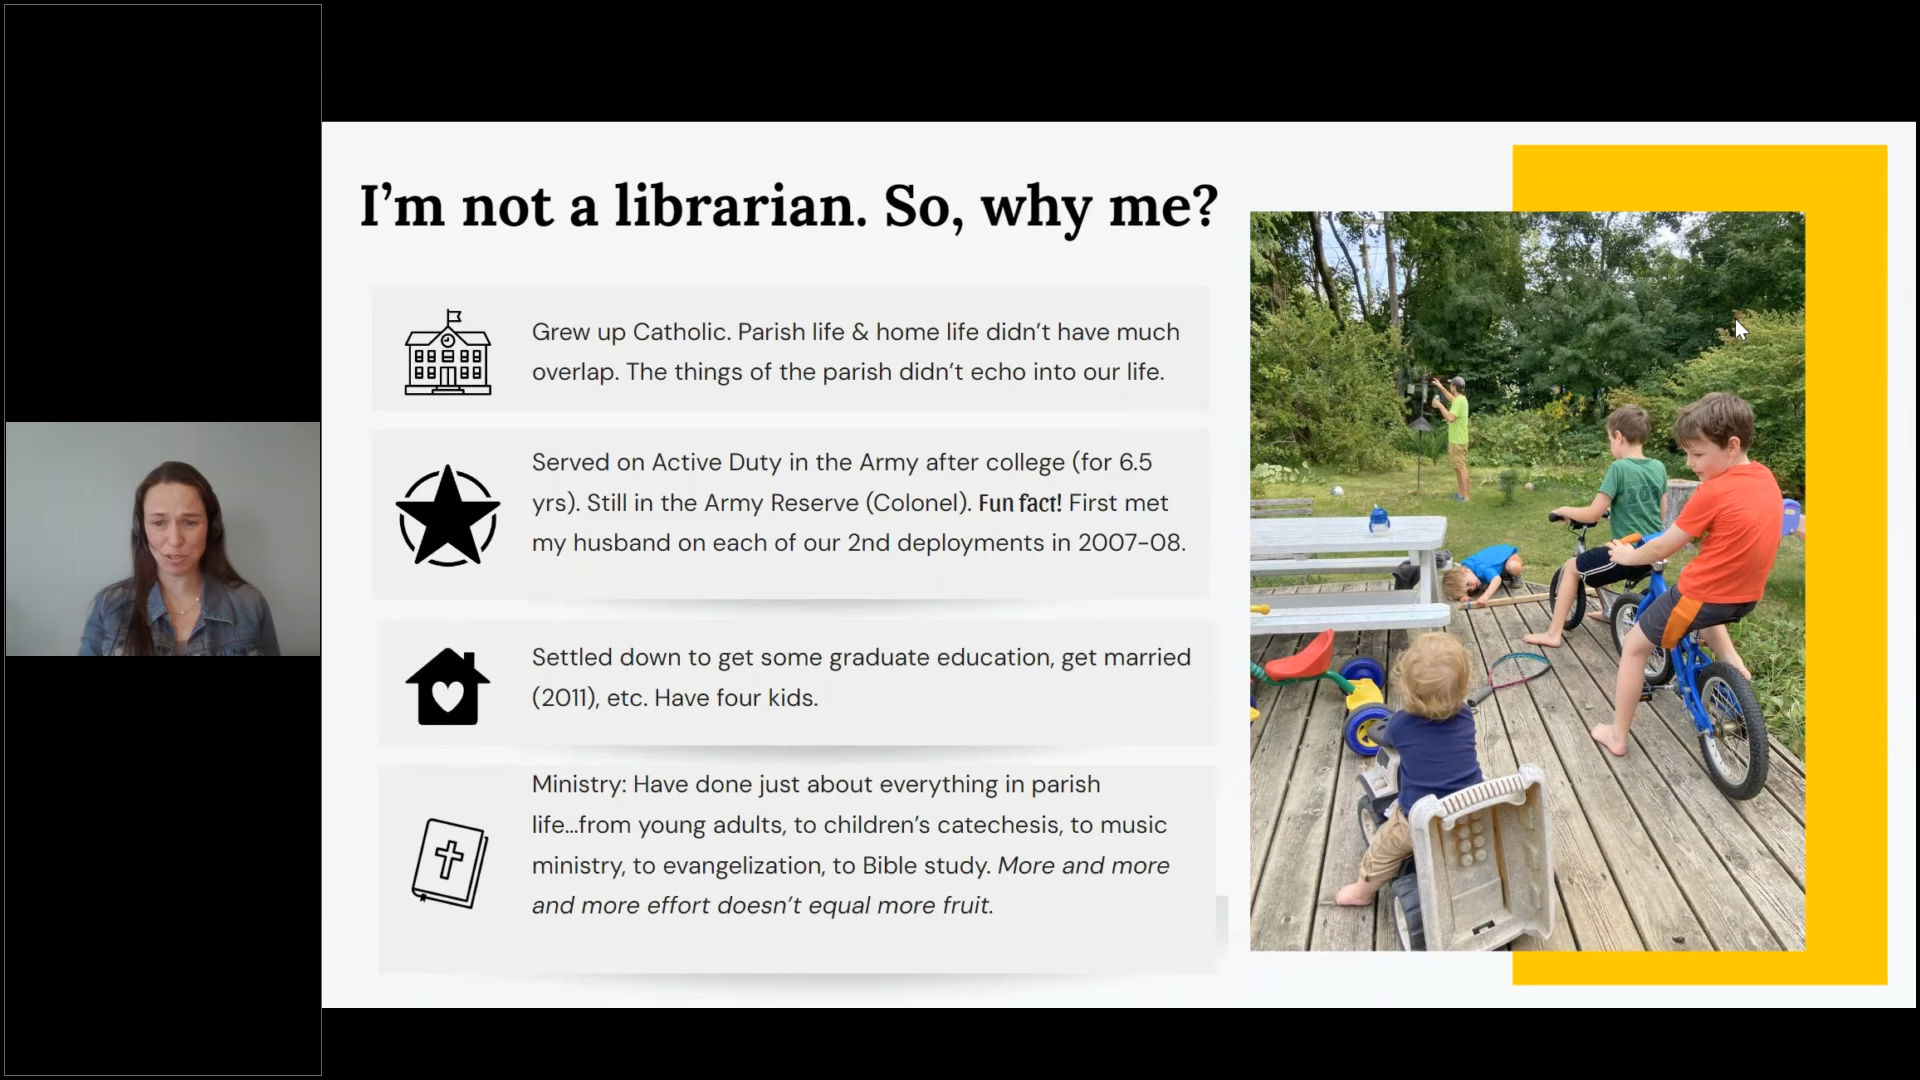 I’m not a librarian. So, why me?
Grew up Catholic. Parish life & home life didn’t have much
overlap. The things of the parish didn’t echo into our life.
Served on Active Duty in the Army after college (for 6.5
yrs). Still in the Army Reserve (Colonel). Fun fact! First met
my husband on each of our 2nd deployments in 2007-08.
Settled down to get some graduate education, get married
(2011), etc. Have four kids.
Ministry: Have done just about everything in parish
life...from young adults, to children’s catechesis, to music
ministry, to evangelization, to Bible study. More and more
and more effort doesn’t equal more fruit.